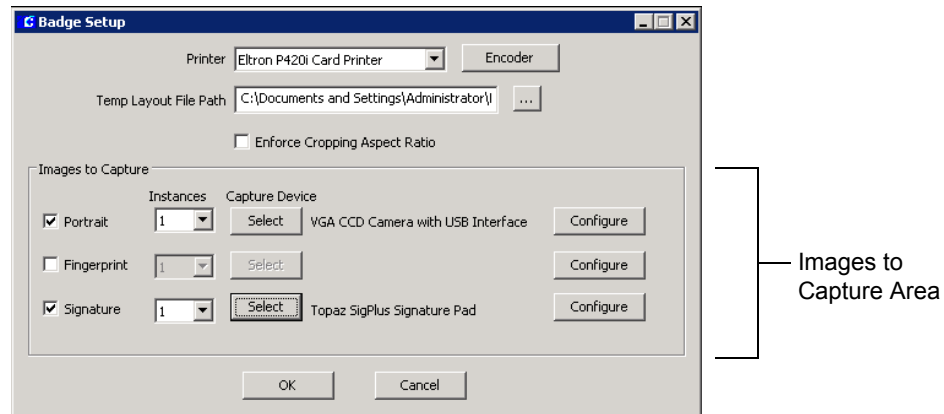 Badge Setup
Printer Eltron P420i Card Printer Encoder
Temp Layout File Path C:\Documents and Settings\Administrator\I ...
Enforce Cropping Aspect Ratio
Images to Capture
Instances Capture Device
Portrait 1 Select VGA CCD Camera with USB Interface Configure
Fingerprint 1 Select Configure
Signature 1 Select Topaz SigPlus Signature Pad Configure
OK Cancel
Images to
Capture Area